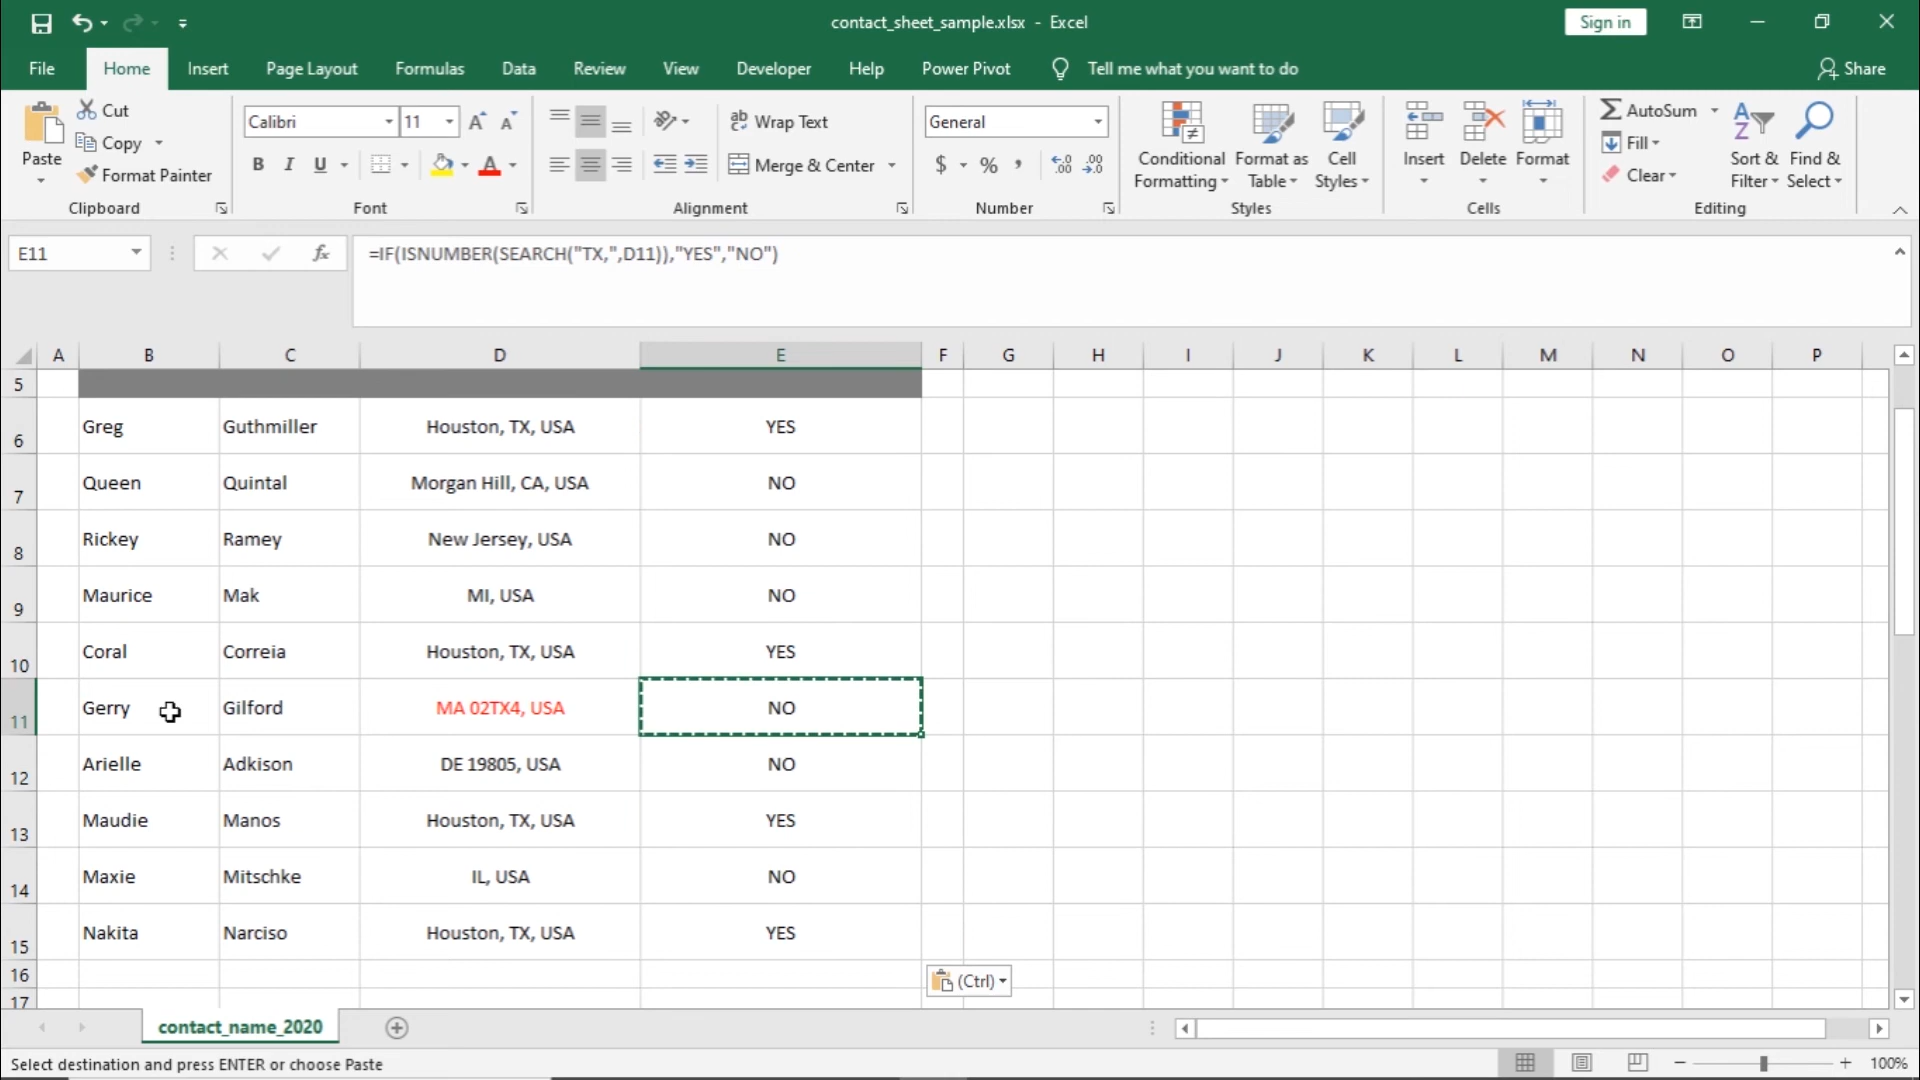 contact_sheet_sample.xlsx - Excel
Sign in
File Home Insert Page Layout Formulas Data Review View Developer Help Power Pivot Tell me what you want to do Share
Paste
Cut
Copy
Format Painter
Clipboard
Calibri 11
B I U A
Font
Wrap Text
Merge & Center
Alignment
General
$ % ,
Number
Conditional Formatting
Format as Table
Cell Styles
Styles
Insert
Delete
Format
Cells
AutoSum
Fill
Clear
Sort & Filter
Find & Select
Editing
E11 fx =IF(ISNUMBER(SEARCH("TX,",D11)),"YES","NO")
A B C D E F G H I J K L M N O P
5
6 Greg Guthmiller Houston, TX, USA YES
7 Queen Quintal Morgan Hill, CA, USA NO
8 Rickey Ramey New Jersey, USA NO
9 Maurice Mak MI, USA NO
10 Coral Correia Houston, TX, USA YES
11 Gerry Gilford MA 02TX4, USA NO
12 Arielle Adkison DE 19805, USA NO
13 Maudie Manos Houston, TX, USA YES
14 Maxie Mitschke IL, USA NO
15 Nakita Narciso Houston, TX, USA YES
16
(Ctrl)
17
contact_name_2020
Select destination and press ENTER or choose Paste
100%